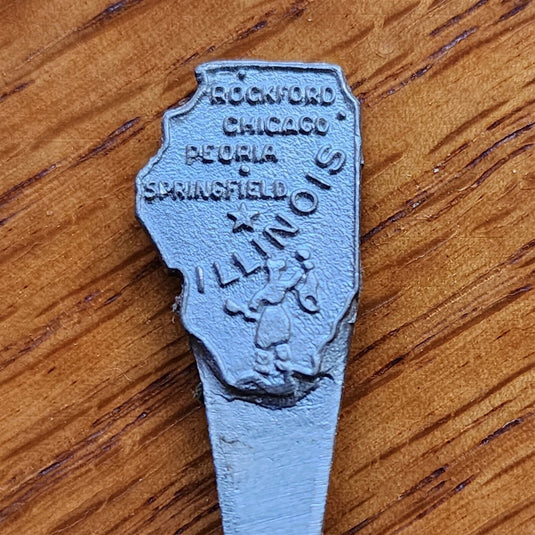 ROCKFORD
CHICAGO
PEORIA
SPRINGFIELD
ILLINOIS